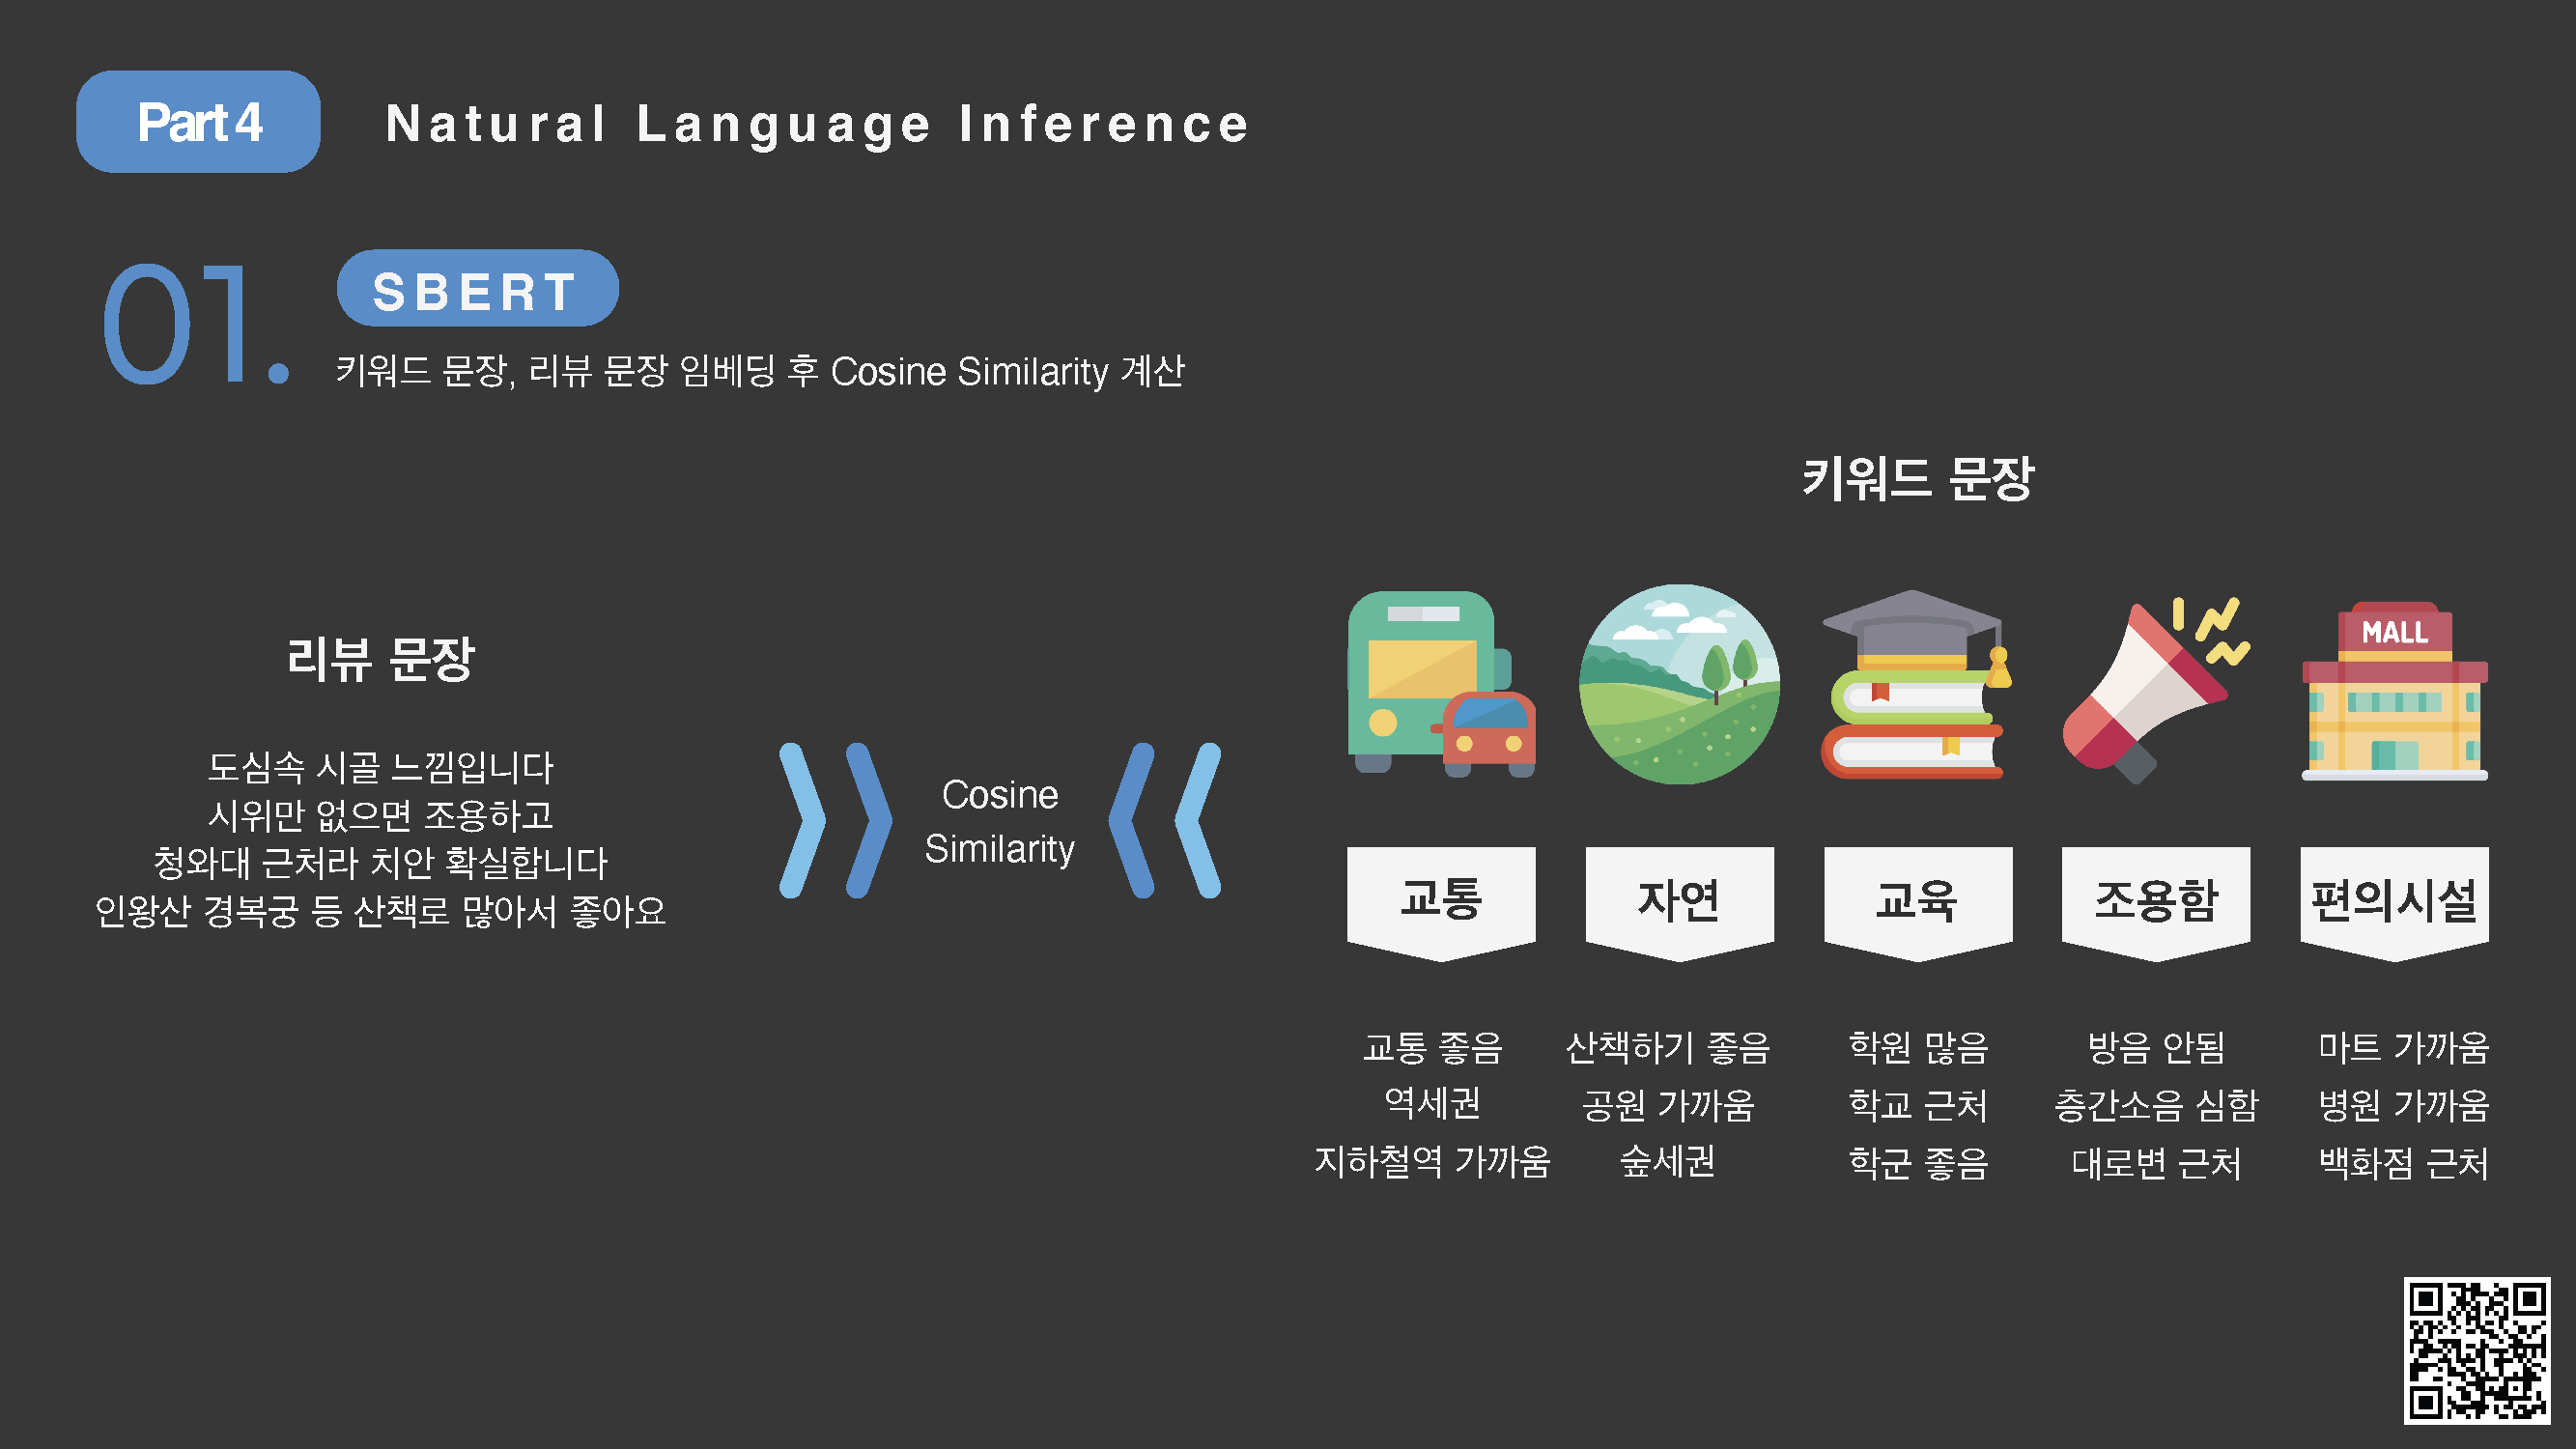 Part 4
Natural Language Inference
01.
SBERT
키워드 문장, 리뷰 문장 임베딩 후 Cosine Similarity 계산
리뷰 문장
도심속 시골 느낌입니다
시위만 없으면 조용하고
청와대 근처라 치안 확실합니다
인왕산 경복궁 등 산책로 많아서 좋아요
Cosine
Similarity
키워드 문장
MALL
교통 자연 교육 조용함 편의시설
교통 좋음 산책하기 좋음 학원 많음 방음 안됨 마트 가까움
역세권 공원 가까움 학교 근처 층간소음 심함 병원 가까움
지하철역 가까움 숲세권 학군 좋음 대로변 근처 백화점 근처